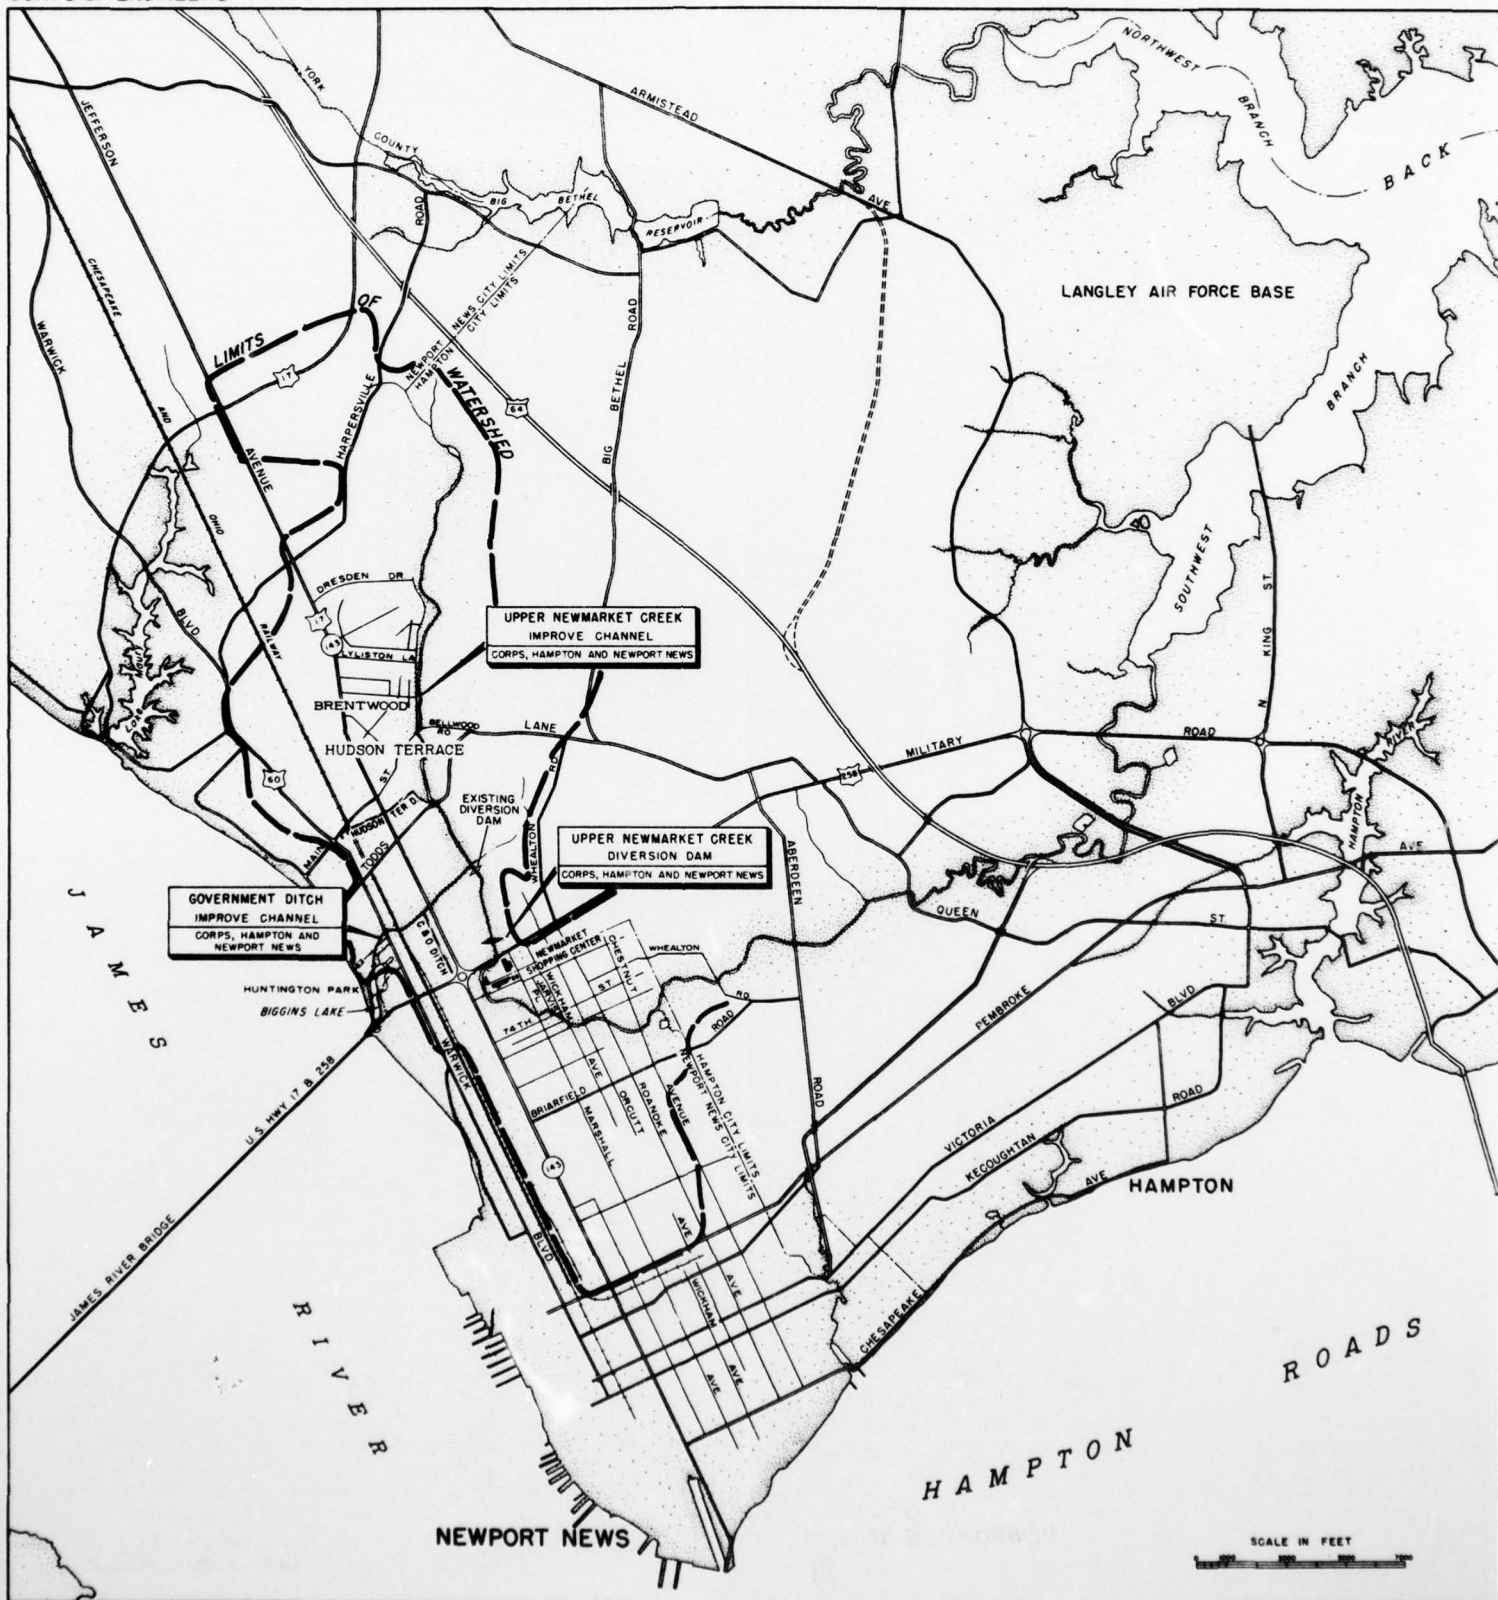 YORK
COUNTY
NORTHWEST
BRANCH
BACK
ARMISTEAD
AVE
JEFFERSON
ROAD
BIG
BETHEL
RESERVOIR
NEWS CITY LIMITS
CITY LIMITS
NEWPORT
HAMPTON
CHESAPEAKE
LANGLEY AIR FORCE BASE
ROAD
WARWICK
OF
LIMITS
17
WATERSHED
HARPERSVILLE
64
BETHEL
BRANCH
AND
AVENUE
BIG
OHIO
SOUTHWEST
ST
KING
N
DRESDEN DR
BLVD
RAILWAY
17
143
UPPER NEWMARKET CREEK
IMPROVE CHANNEL
CORPS, HAMPTON AND NEWPORT NEWS
BRENTWOOD
BELLWOOD
RD
LANE
HUDSON TERRACE
MILITARY
ROAD
RIVER
258
60
ST
RD
EXISTING
DIVERSION
DAM
HUDSON TER D.
MAIN
TODDS
WHEALTON
UPPER NEWMARKET CREEK
DIVERSION DAM
CORPS, HAMPTON AND NEWPORT NEWS
ABERDEEN
HAMPTON
AVE
GOVERNMENT DITCH
IMPROVE CHANNEL
CORPS, HAMPTON AND
NEWPORT NEWS
QUEEN
ST
C & O DITCH
NEWMARKET
SHOPPING CENTER
CHESTNUT
ST
WHEALTON
RD
WICKHAM
JARVIS
PL
HUNTINGTON PARK
BIGGINS LAKE
74TH
ROAD
PEMBROKE
BLVD
JAMES
WARWICK
U.S. HWY 17 & 258
AVE
BRIARFIELD
MARSHALL
ORCUTT
ROANOKE
AVENUE
HAMPTON CITY LIMITS
NEWPORT NEWS CITY LIMITS
ROAD
ROAD
VICTORIA
KECOUGHTAN
AVE
HAMPTON
143
JAMES RIVER BRIDGE
BLVD
AVE
AVE
WICKHAM
CHESAPEAKE
AVE
AVE
RIVER
ROADS
HAMPTON
NEWPORT NEWS
SCALE IN FEET